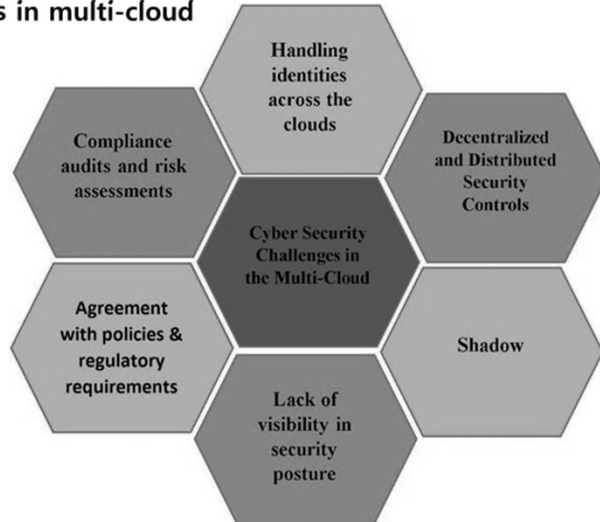 s in multi-cloud
Handling
identities
across the
clouds
Compliance
audits and risk
assessments
Decentralized
and Distributed
Security
Controls
Cyber Security
Challenges in
the Multi-Cloud
Agreement
with policies &
regulatory
requirements
Shadow
Lack of
visibility in
security
posture